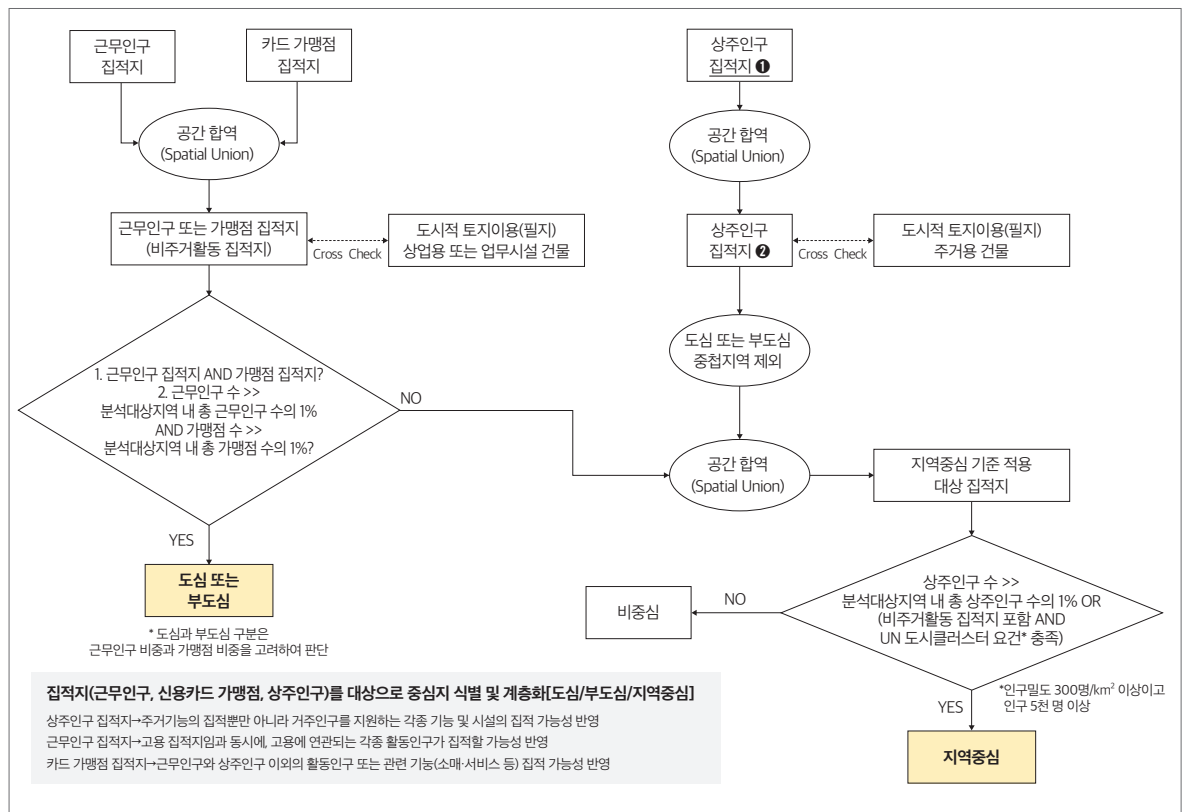 근무인구
집적지
카드 가맹점
집적지
공간 합역
(Spatial Union)
근무인구 또는 가맹점 집적지
(비주거활동 집적지)
Cross Check
도시적 토지이용(필지)
상업용 또는 업무시설 건물
1. 근무인구 집적지 AND 가맹점 집적지?
2. 근무인구 수 >>
분석대상지역 내 총 근무인구 수의 1%
AND 가맹점 수 >>
분석대상지역 내 총 가맹점 수의 1%?
NO
YES
도심 또는
부도심
* 도심과 부도심 구분은
근무인구 비중과 가맹점 비중을 고려하여 판단
상주인구
집적지 ❶
공간 합역
(Spatial Union)
상주인구
집적지 ❷
Cross Check
도시적 토지이용(필지)
주거용 건물
도심 또는 부도심
중첩지역 제외
공간 합역
(Spatial Union)
지역중심 기준 적용
대상 집적지
상주인구 수 >>
분석대상지역 내 총 상주인구 수의 1% OR
(비주거활동 집적지 포함 AND
UN 도시클러스터 요건* 충족)
NO
비중심
YES
*인구밀도 300명/km² 이상이고
인구 5천 명 이상
지역중심
집적지(근무인구, 신용카드 가맹점, 상주인구)를 대상으로 중심지 식별 및 계층화[도심/부도심/지역중심]
상주인구 집적지→주거기능의 집적뿐만 아니라 거주인구를 지원하는 각종 기능 및 시설의 집적 가능성 반영
근무인구 집적지→고용 집적지임과 동시에, 고용에 연관되는 각종 활동인구가 집적할 가능성 반영
카드 가맹점 집적지→근무인구와 상주인구 이외의 활동인구 또는 관련 기능(소매·서비스 등) 집적 가능성 반영